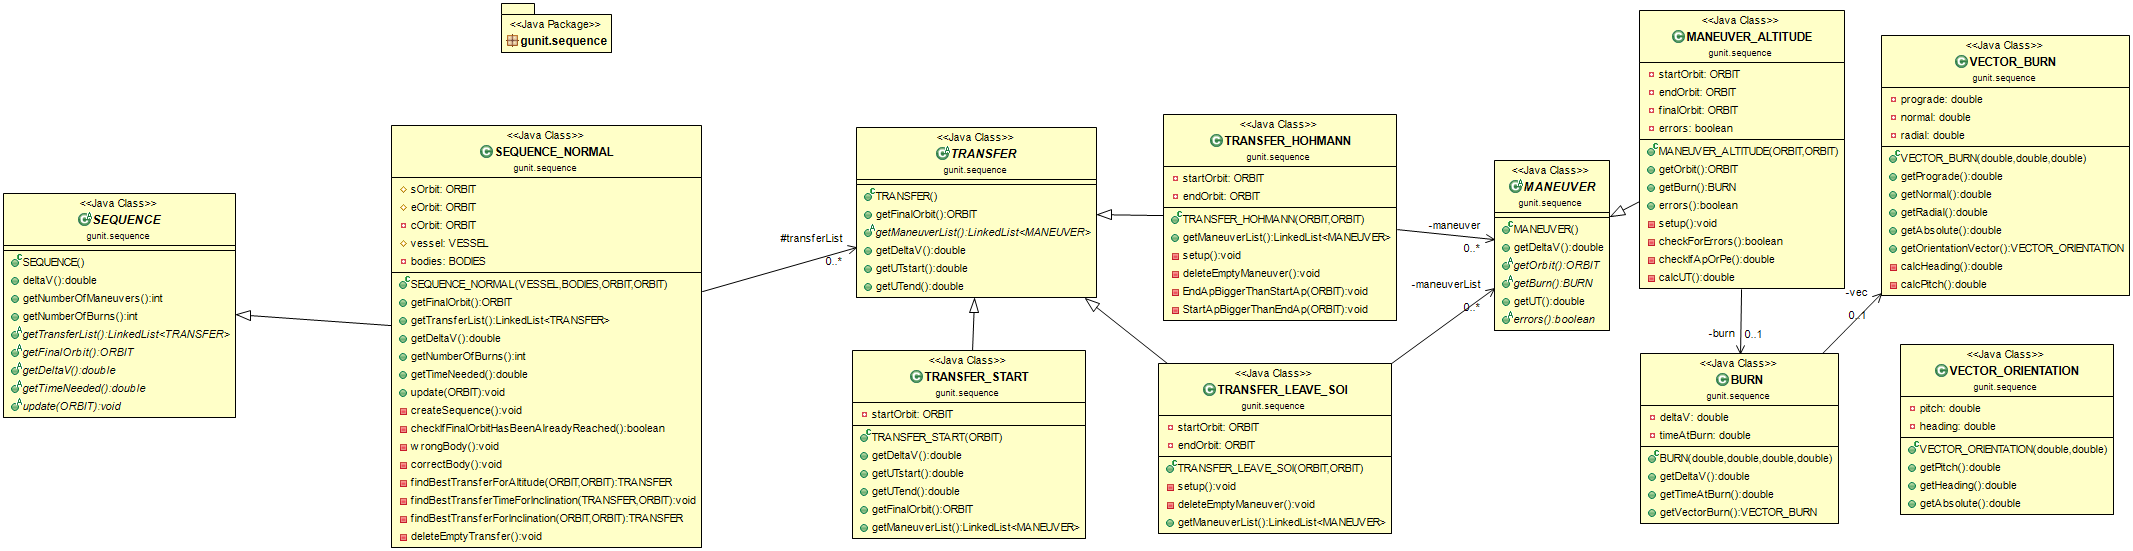 <<Java Package>>
gunit.sequence
<<Java Class>>
SEQUENCE
gunit.sequence
SEQUENCE()
deltaV():double
getNumberOfManeuvers():int
getNumberOfBurns():int
getTransferList():LinkedList<TRANSFER>
getFinalOrbit():ORBIT
getDeltaV():double
getTimeNeeded():double
update(ORBIT):void
<<Java Class>>
SEQUENCE_NORMAL
gunit.sequence
sOrbit: ORBIT
eOrbit: ORBIT
cOrbit: ORBIT
vessel: VESSEL
bodies: BODIES
SEQUENCE_NORMAL(VESSEL,BODIES,ORBIT,ORBIT)
getFinalOrbit():ORBIT
getTransferList():LinkedList<TRANSFER>
getDeltaV():double
getNumberOfBurns():int
getTimeNeeded():double
update(ORBIT):void
createSequence():void
checkIfFinalOrbitHasBeenAlreadyReached():boolean
wrongBody():void
correctBody():void
findBestTransferForAltitude(ORBIT,ORBIT):TRANSFER
findBestTransferTimeForInclination(TRANSFER,ORBIT):void
findBestTransferForInclination(ORBIT,ORBIT):TRANSFER
deleteEmptyTransfer():void
#transferList
0..*
<<Java Class>>
TRANSFER
gunit.sequence
TRANSFER()
getFinalOrbit():ORBIT
getManeuverList():LinkedList<MANEUVER>
getDeltaV():double
getUTstart():double
getUTend():double
<<Java Class>>
TRANSFER_START
gunit.sequence
startOrbit: ORBIT
TRANSFER_START(ORBIT)
getDeltaV():double
getUTstart():double
getUTend():double
getFinalOrbit():ORBIT
getManeuverList():LinkedList<MANEUVER>
<<Java Class>>
TRANSFER_HOHMANN
gunit.sequence
startOrbit: ORBIT
endOrbit: ORBIT
TRANSFER_HOHMANN(ORBIT,ORBIT)
getManeuverList():LinkedList<MANEUVER>
setup():void
deleteEmptyManeuver():void
EndApBiggerThanStartAp(ORBIT):void
StartApBiggerThanEndAp(ORBIT):void
<<Java Class>>
TRANSFER_LEAVE_SOI
gunit.sequence
startOrbit: ORBIT
endOrbit: ORBIT
TRANSFER_LEAVE_SOI(ORBIT,ORBIT)
setup():void
deleteEmptyManeuver():void
getManeuverList():LinkedList<MANEUVER>
-maneuver
0..*
-maneuverList
0..*
<<Java Class>>
MANEUVER
gunit.sequence
MANEUVER()
getDeltaV():double
getOrbit():ORBIT
getBurn():BURN
getUT():double
errors():boolean
<<Java Class>>
MANEUVER_ALTITUDE
gunit.sequence
startOrbit: ORBIT
endOrbit: ORBIT
finalOrbit: ORBIT
errors: boolean
MANEUVER_ALTITUDE(ORBIT,ORBIT)
getOrbit():ORBIT
getBurn():BURN
errors():boolean
setup():void
checkForErrors():boolean
checkIfApOrPe():double
calcUT():double
-burn
0..1
<<Java Class>>
BURN
gunit.sequence
deltaV: double
timeAtBurn: double
BURN(double,double,double,double)
getDeltaV():double
getTimeAtBurn():double
getVectorBurn():VECTOR_BURN
-vec
0..1
<<Java Class>>
VECTOR_BURN
gunit.sequence
prograde: double
normal: double
radial: double
VECTOR_BURN(double,double,double)
getPrograde():double
getNormal():double
getRadial():double
getAbsolute():double
getOrientationVector():VECTOR_ORIENTATION
calcHeading():double
calcPitch():double
<<Java Class>>
VECTOR_ORIENTATION
gunit.sequence
pitch: double
heading: double
VECTOR_ORIENTATION(double,double)
getPitch():double
getHeading():double
getAbsolute():double